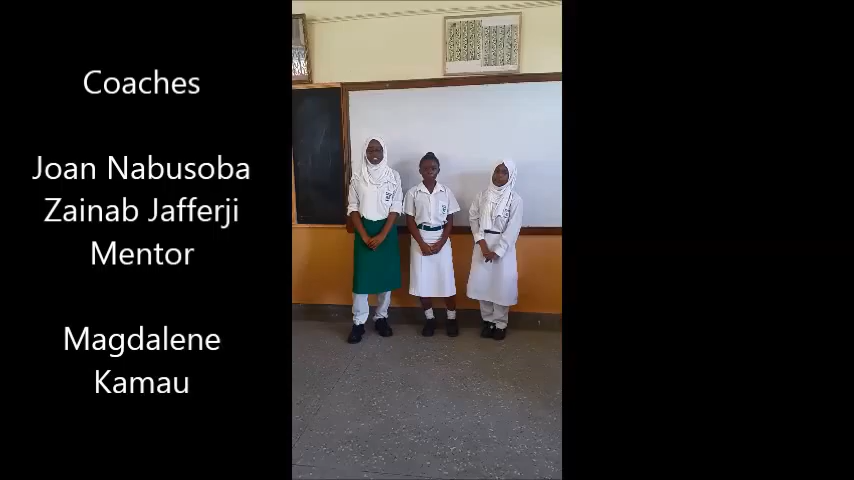 Coaches
Joan Nabusoba
Zainab Jafferji
Mentor
Magdalene
Kamau